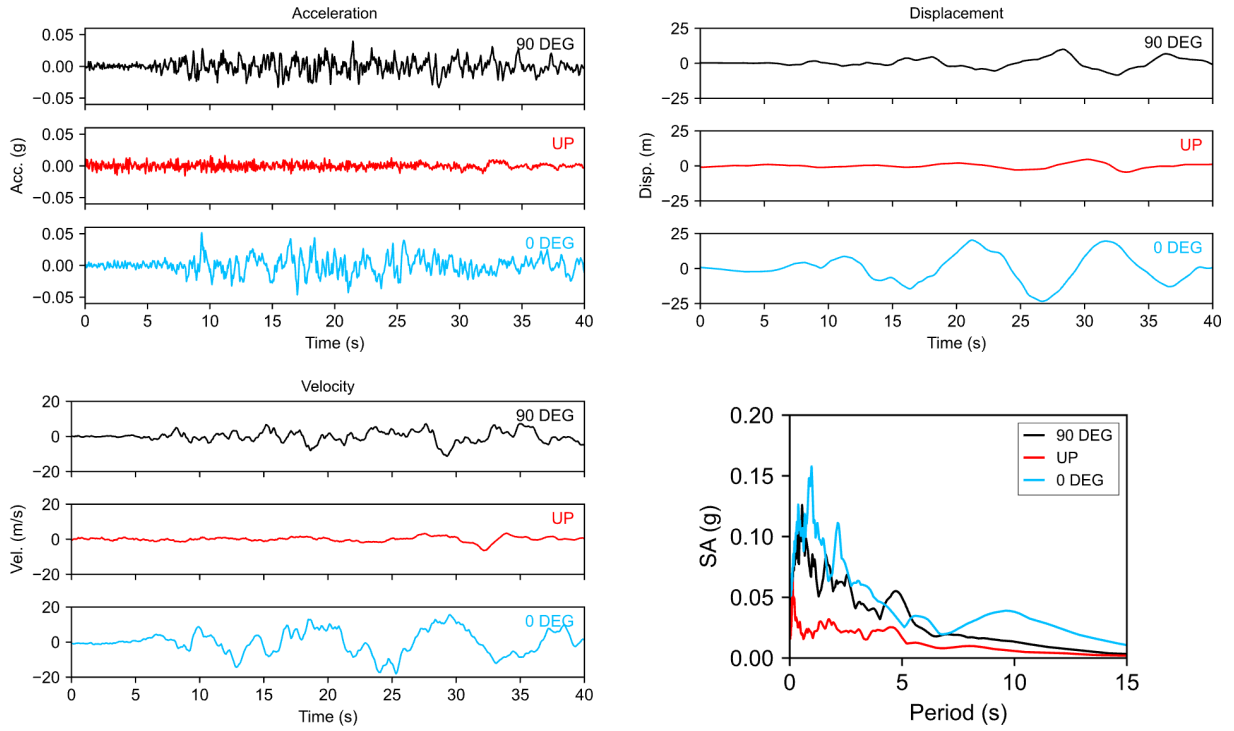 Acceleration
0.05
0.00
−0.05
90 DEG
Acc. (g)
0.05
0.00
−0.05
UP
0.05
0.00
−0.05
0 DEG
0 5 10 15 20 25 30 35 40
Time (s)
Displacement
25
0
−25
90 DEG
Disp. (m)
25
0
−25
UP
25
0
−25
0 DEG
0 5 10 15 20 25 30 35 40
Time (s)
Velocity
20
0
−20
90 DEG
Vel. (m/s)
20
0
−20
UP
20
0
−20
0 DEG
0 5 10 15 20 25 30 35 40
Time (s)
0.20
0.15
0.10
0.05
0.00
SA (g)
90 DEG
UP
0 DEG
0 5 10 15
Period (s)